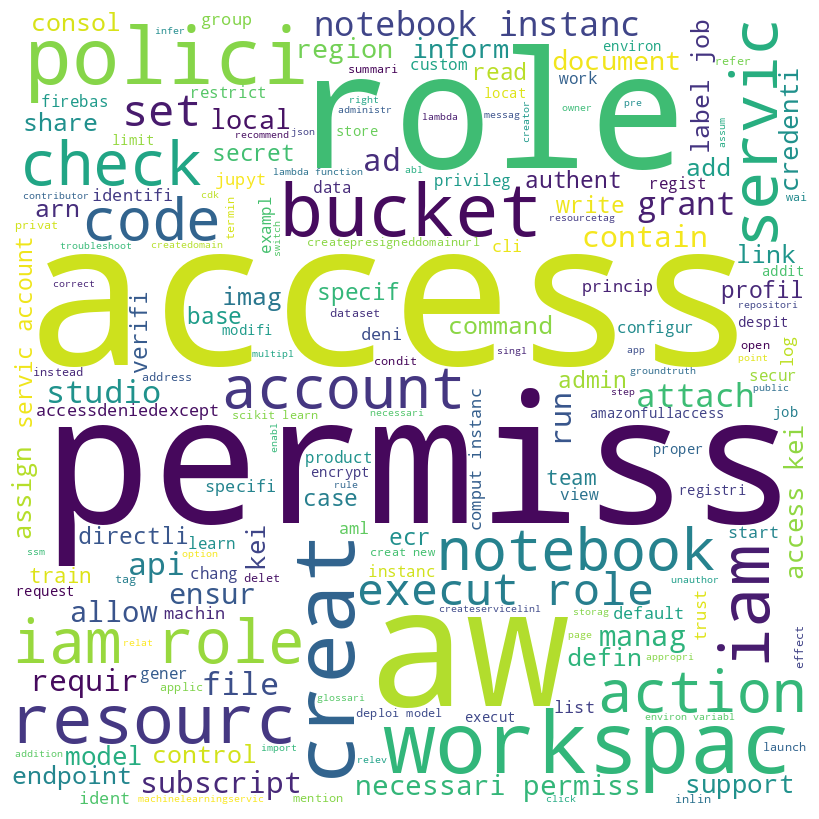 consol
infer
group
notebook instanc
polici
role
region
inform
environ
document
label job
servic
credenti
summari
custom
read
work
refer
firebas
restrict
set
local
right
administr
locat
share
secret
limit
recommend
json
store
lambda
messag
creator
owner
pre
assum
check
lambda function
abl
ad
add
contributor
cdk
jupyt
identifi
data
privileg
authent
regist
wai
arn
code
termin
exampl
switch
bucket
write
resourcetag
grant
privat
troubleshoot
createdomain
createpresigneddomainurl
cli
contain
link
addit
access
servic account
correct
verifi
imag
base
modifi
specif
dataset
deni
condit
princip
command
singl
configur
app
profil
repositori
despit
open
point
log
instead
address
multipl
groundtruth
step
secur
public
studio
account
admin
attach
accessdeniedexcept
scikit learn
necessari
run
amazonfullaccess
job
assign
enabl
permiss
comput instanc
product
encrypt
rule
specifi
case
team
view
proper
registri
access kei
directli
learn
kei
aml
ecr
notebook
start
ssm
option
api
chang
creat new
train
tag
delet
instanc
unauthor
request
ensur
execut role
allow
machin
creat
createservicelinl
storag
default
trust
iam
iam role
relat
aw
page
manag
appropri
defin
effect
requir
gener
applic
file
glossari
action
list
resourc
deploi model
execut
environ variabl
addition
model
control
import
relev
workspac
launch
endpoint
subscript
necessari permiss
support
ident
machinelearningservic
mention
click
inlin